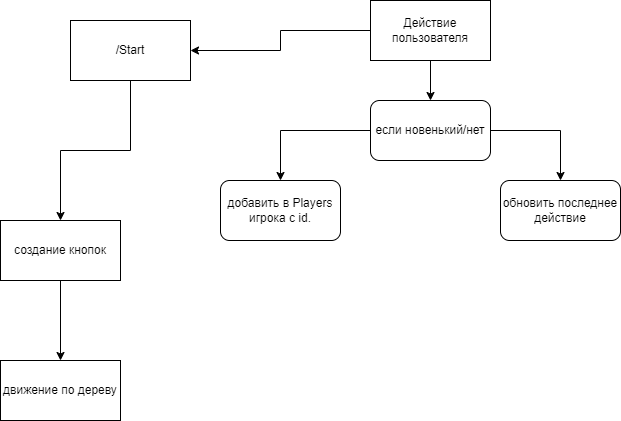 Действие
пользователя
/Start
если новенький/нет
добавить в Players
игрока с id.
обновить последнее
действие
создание кнопок
движение по дереву